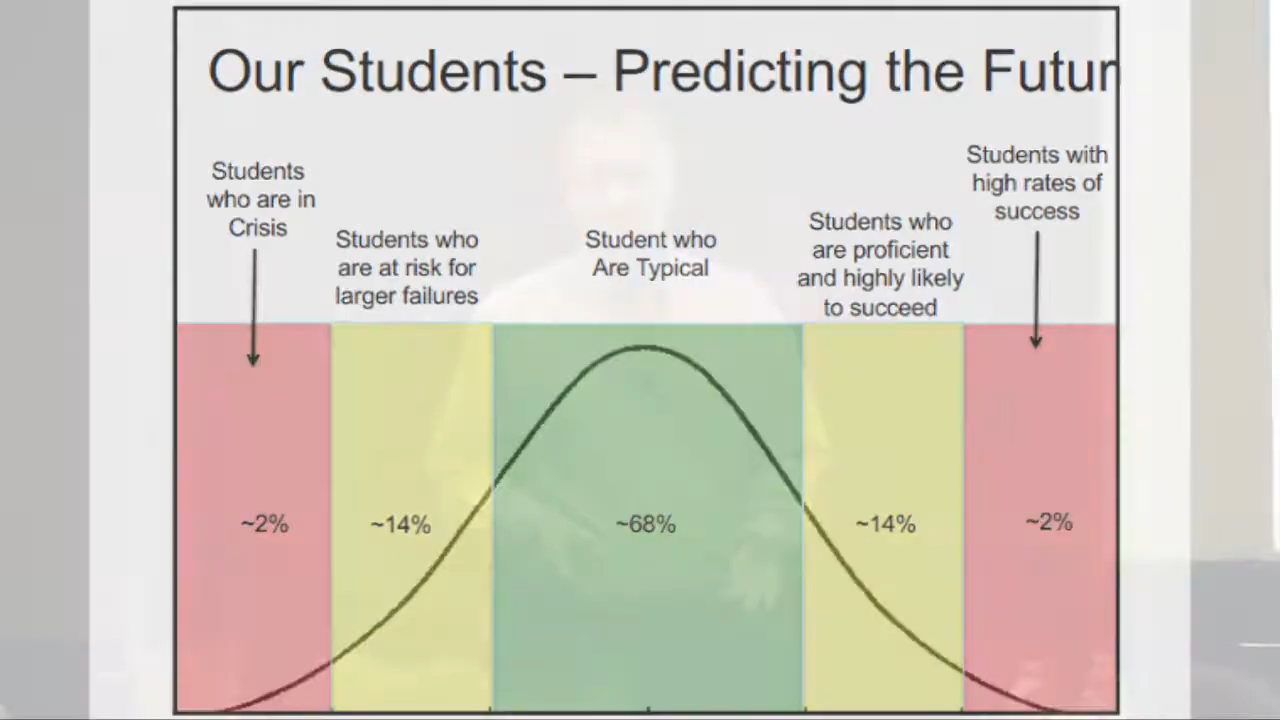 Our Students – Predicting the Futur
Students
who are in
Crisis
Students who
are at risk for
larger failures
Student who
Are Typical
Students who
are proficient
and highly likely
to succeed
Students with
high rates of
success
~2%
~14%
~68%
~14%
~2%